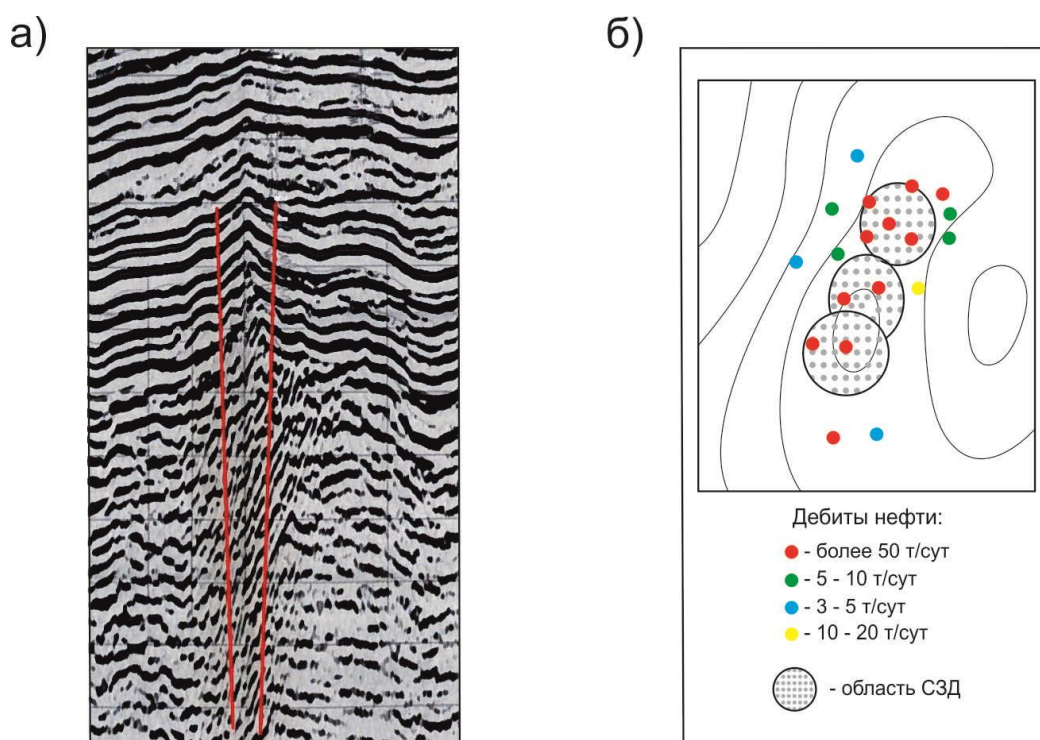 а)
б)
Дебиты нефти:
- более 50 т/сут
- 5 - 10 т/сут
- 3 - 5 т/сут
- 10 - 20 т/сут
- область СЗД